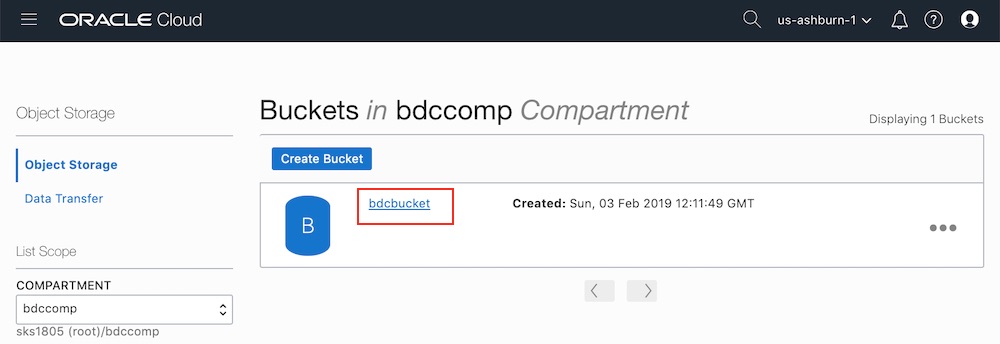 ORACLE Cloud
us-ashburn-1
Object Storage
Object Storage
Data Transfer
List Scope
COMPARTMENT
bdccomp
sks1805 (root)/bdccomp
Buckets in bdccomp Compartment
Displaying 1 Buckets
Create Bucket
B
bdcbucket
Created: Sun, 03 Feb 2019 12:11:49 GMT